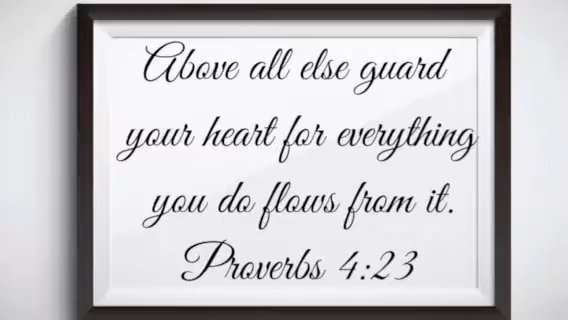 Above all else guard
your heart for everything
you do flows from it.
Proverbs 4:23